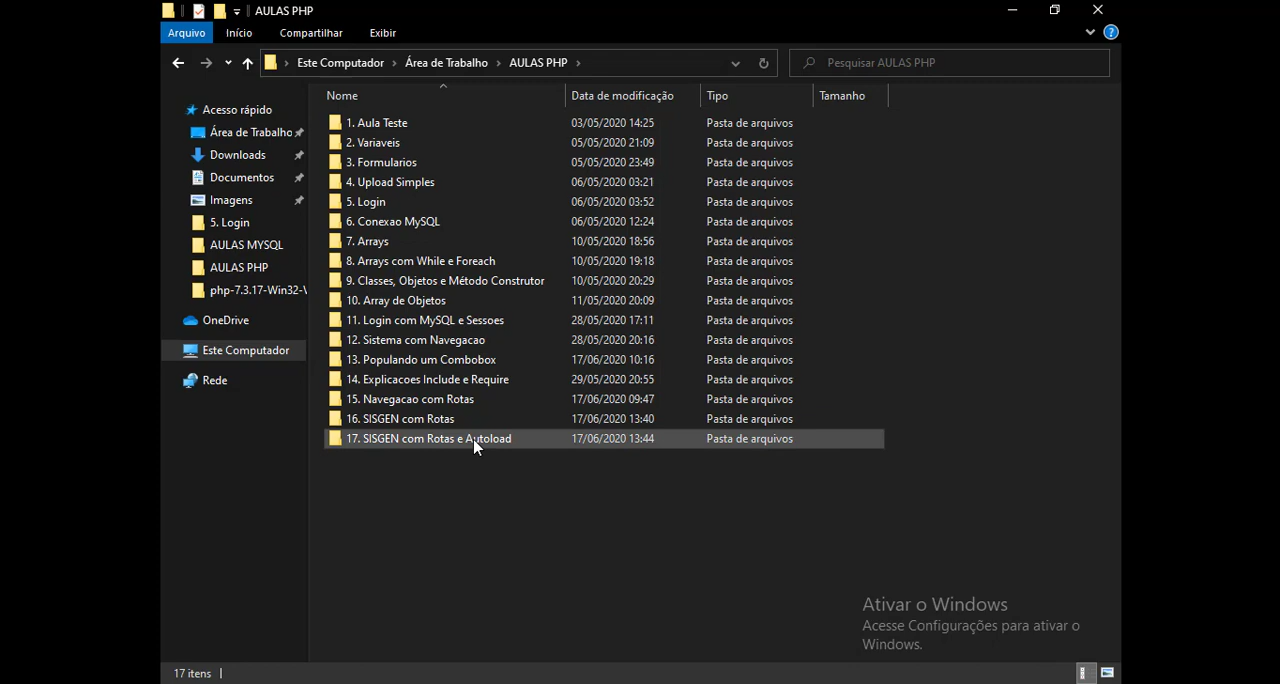 AULAS PHP
Arquivo Início Compartilhar Exibir
Este Computador Área de Trabalho AULAS PHP Pesquisar AULAS PHP
Nome Data de modificação Tipo Tamanho
Acesso rápido
Área de Trabalho
Downloads
Documentos
Imagens
5. Login
AULAS MYSQL
AULAS PHP
php-7.3.17-Win32-V
OneDrive
Este Computador
Rede
1. Aula Teste 03/05/2020 14:25 Pasta de arquivos
2. Variaveis 05/05/2020 21:09 Pasta de arquivos
3. Formularios 05/05/2020 23:49 Pasta de arquivos
4. Upload Simples 06/05/2020 03:21 Pasta de arquivos
5. Login 06/05/2020 03:52 Pasta de arquivos
6. Conexao MySQL 06/05/2020 12:24 Pasta de arquivos
7. Arrays 10/05/2020 18:56 Pasta de arquivos
8. Arrays com While e Foreach 10/05/2020 19:18 Pasta de arquivos
9. Classes, Objetos e Método Construtor 10/05/2020 20:29 Pasta de arquivos
10. Array de Objetos 11/05/2020 20:09 Pasta de arquivos
11. Login com MySQL e Sessoes 28/05/2020 17:11 Pasta de arquivos
12. Sistema com Navegacao 28/05/2020 20:16 Pasta de arquivos
13. Populando um Combobox 17/06/2020 10:16 Pasta de arquivos
14. Explicacoes Include e Require 29/05/2020 20:55 Pasta de arquivos
15. Navegacao com Rotas 17/06/2020 09:47 Pasta de arquivos
16. SISGEN com Rotas 17/06/2020 13:40 Pasta de arquivos
17. SISGEN com Rotas e Autoload 17/06/2020 13:44 Pasta de arquivos
Ativar o Windows
Acesse Configurações para ativar o
Windows.
17 itens